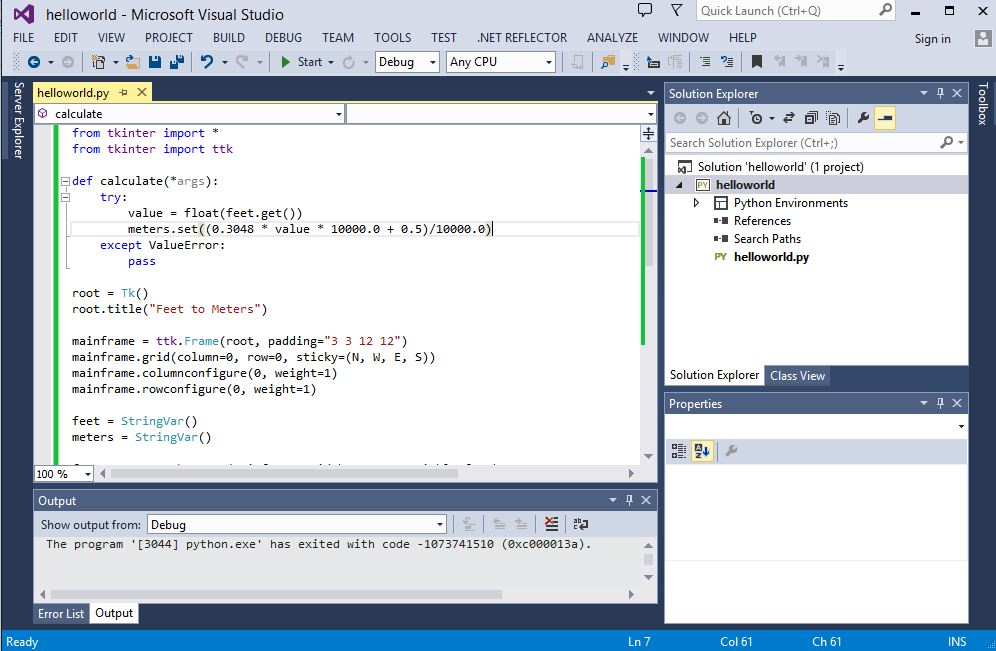 helloworld - Microsoft Visual Studio
Quick Launch (Ctrl+Q)
FILE EDIT VIEW PROJECT BUILD DEBUG TEAM TOOLS TEST .NET REFLECTOR ANALYZE WINDOW HELP Sign in
Start Debug Any CPU
Server Explorer
helloworld.py
calculate
from tkinter import *
from tkinter import ttk
def calculate(*args):
try:
value = float(feet.get())
meters.set((0.3048 * value * 10000.0 + 0.5)/10000.0)
except ValueError:
pass
root = Tk()
root.title("Feet to Meters")
mainframe = ttk.Frame(root, padding="3 3 12 12")
mainframe.grid(column=0, row=0, sticky=(N, W, E, S))
mainframe.columnconfigure(0, weight=1)
mainframe.rowconfigure(0, weight=1)
feet = StringVar()
meters = StringVar()
100 %
Output
Show output from: Debug
The program '[3044] python.exe' has exited with code -1073741510 (0xc000013a).
Error List Output
Solution Explorer
Search Solution Explorer (Ctrl+;)
Solution 'helloworld' (1 project)
PY helloworld
Python Environments
References
Search Paths
PY helloworld.py
Solution Explorer Class View
Properties
Toolbox
Ready Ln 7 Col 61 Ch 61 INS